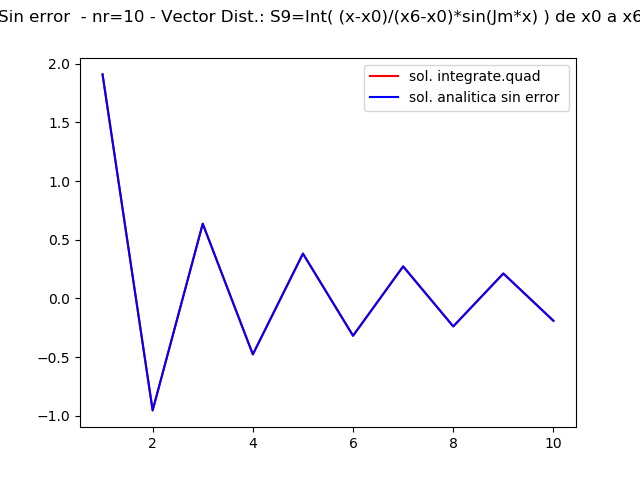 Sin error - nr=10 - Vector Dist.: S9=Int( (x-x0)/(x6-x0)*sin(Jm*x) ) de x0 a x6
sol. integrate.quad
sol. analitica sin error
2.0
1.5
1.0
0.5
0.0
−0.5
−1.0
2 4 6 8 10